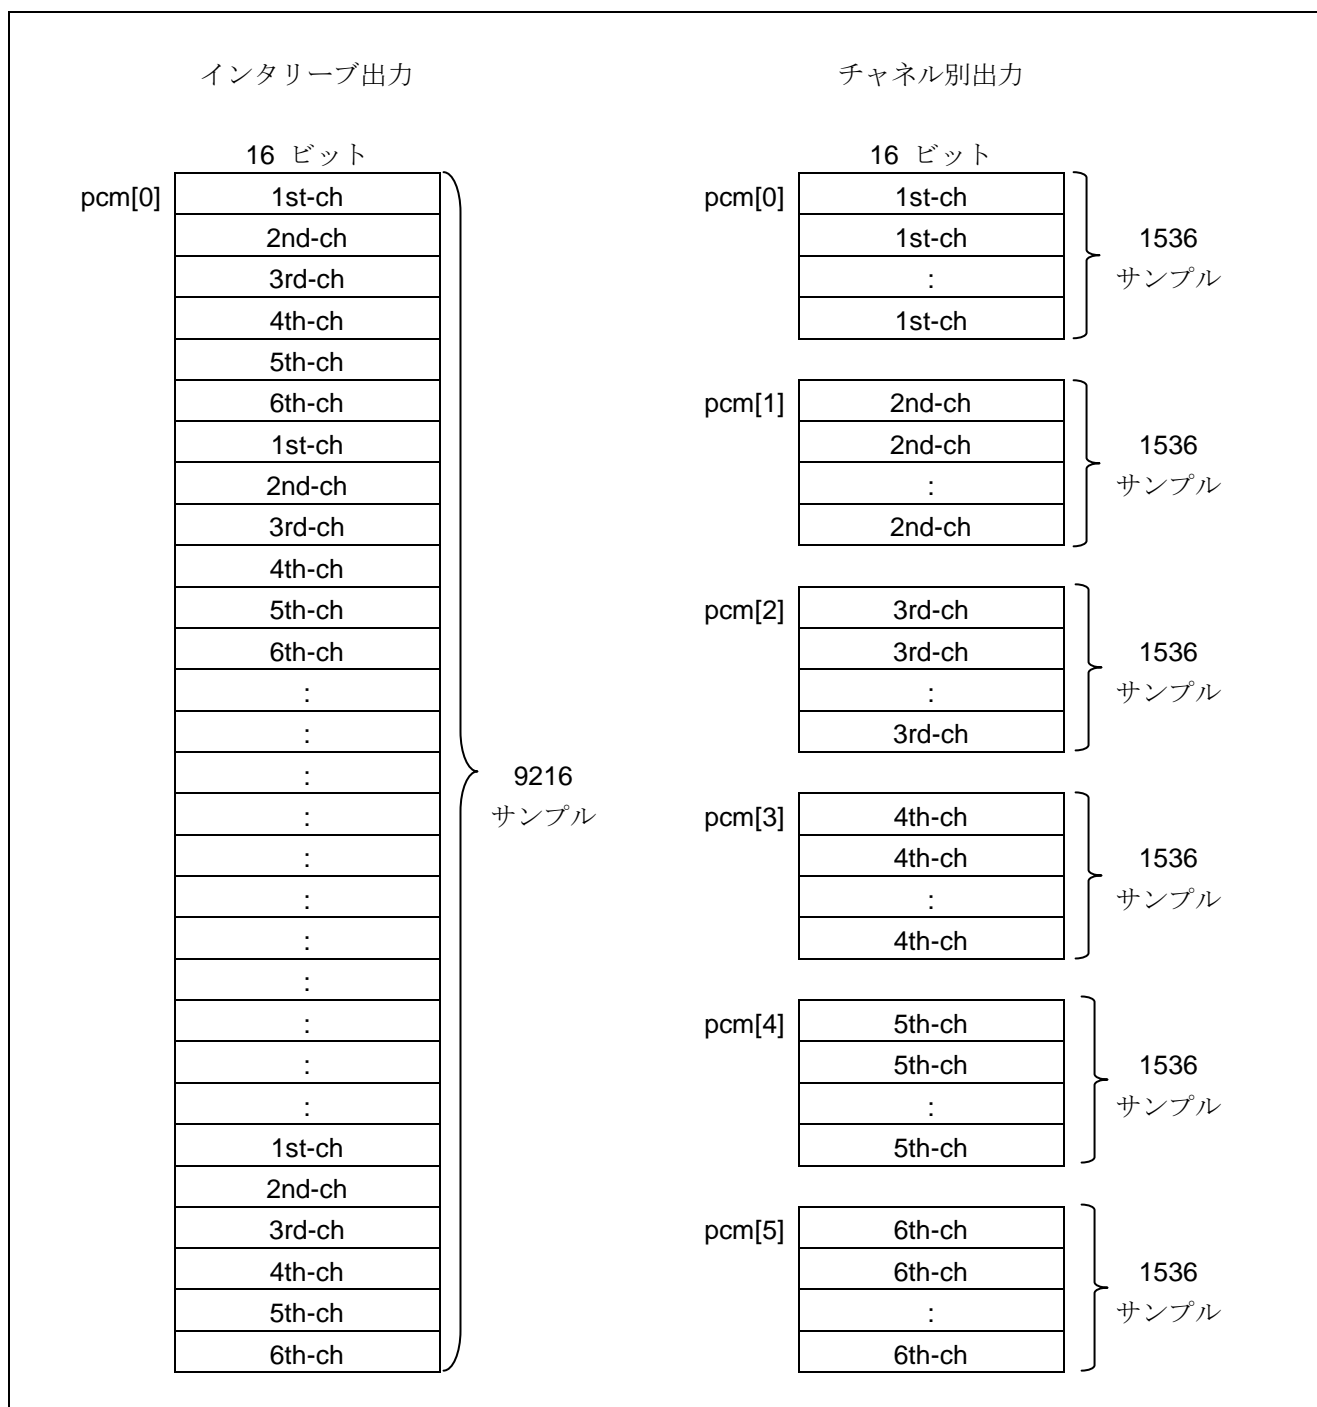 インタリーブ出力
16 ビット
pcm[0]
1st-ch
2nd-ch
3rd-ch
4th-ch
5th-ch
6th-ch
1st-ch
2nd-ch
3rd-ch
4th-ch
5th-ch
6th-ch
:
:
:
:
:
:
:
:
:
:
:
1st-ch
2nd-ch
3rd-ch
4th-ch
5th-ch
6th-ch
9216
サンプル
チャネル別出力
16 ビット
pcm[0]
1st-ch
1st-ch
:
1st-ch
1536
サンプル
pcm[1]
2nd-ch
2nd-ch
:
2nd-ch
1536
サンプル
pcm[2]
3rd-ch
3rd-ch
:
3rd-ch
1536
サンプル
pcm[3]
4th-ch
4th-ch
:
4th-ch
1536
サンプル
pcm[4]
5th-ch
5th-ch
:
5th-ch
1536
サンプル
pcm[5]
6th-ch
6th-ch
:
6th-ch
1536
サンプル